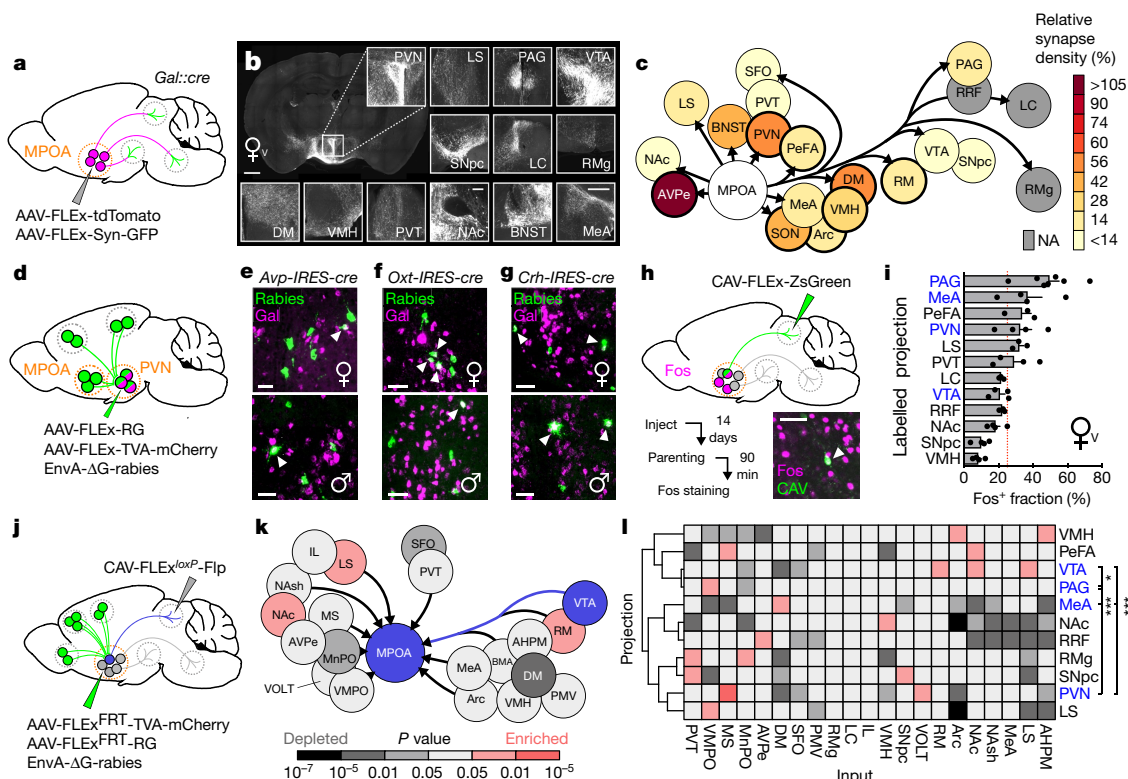 a
Gal::cre
MPOA
AAV-FLEx-tdTomato
AAV-FLEx-Syn-GFP
b
♀V
PVN
LS
PAG
VTA
SNpc
LC
RMg
DM
VMH
PVT
NAc
BNST
MeA
c
Relative
synapse
density (%)
>105
90
74
60
56
42
28
14
<14
NA
SFO
PVT
LS
BNST
PVN
PeFA
NAc
AVPe
MPOA
MeA
DM
VMH
SON
Arc
RM
PAG
RRF
LC
VTA
SNpc
RMg
d
MPOA
PVN
AAV-FLEx-RG
AAV-FLEx-TVA-mCherry
EnvA-ΔG-rabies
e
Avp-IRES-cre
Rabies
Gal
♀
♂
f
Oxt-IRES-cre
Rabies
Gal
♀
♂
g
Crh-IRES-cre
Rabies
Gal
♀
♂
h
CAV-FLEx-ZsGreen
Fos
Inject
14
days
Parenting
90
min
Fos staining
Fos
CAV
i
Labelled projection
PAG
MeA
PeFA
PVN
LS
PVT
LC
VTA
RRF
NAc
SNpc
VMH
♀V
0 20 40 60 80
Fos+ fraction (%)
j
CAV-FLExloxP-Flp
AAV-FLExFRT-TVA-mCherry
AAV-FLExFRT-RG
EnvA-ΔG-rabies
k
IL
LS
SFO
PVT
NAsh
NAc
MS
AVPe
MnPO
VOLT
VMPO
MPOA
VTA
RM
AHPM
BMA
MeA
DM
Arc
VMH
PMV
Depleted
P value
Enriched
10-7 10-5 0.01 0.05 0.05 0.01 10-5
l
Projection
VMH
PeFA
VTA
PAG
MeA
NAc
RRF
RMg
SNpc
PVN
LS
*
***
***
PVT VMPO MS MnPO AVPe DM SFO PMV RMg LC IL VMH SNpc VOLT RM Arc NAc NAsh MeA LS AHPM
Input